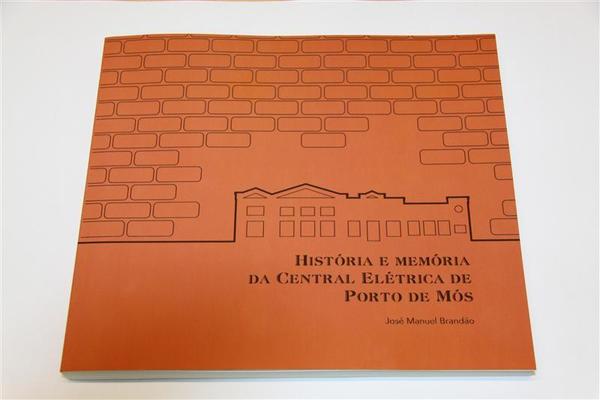 HISTÓRIA E MEMÓRIA
DA CENTRAL ELÉTRICA DE
PORTO DE MÓS
José Manuel Brandão